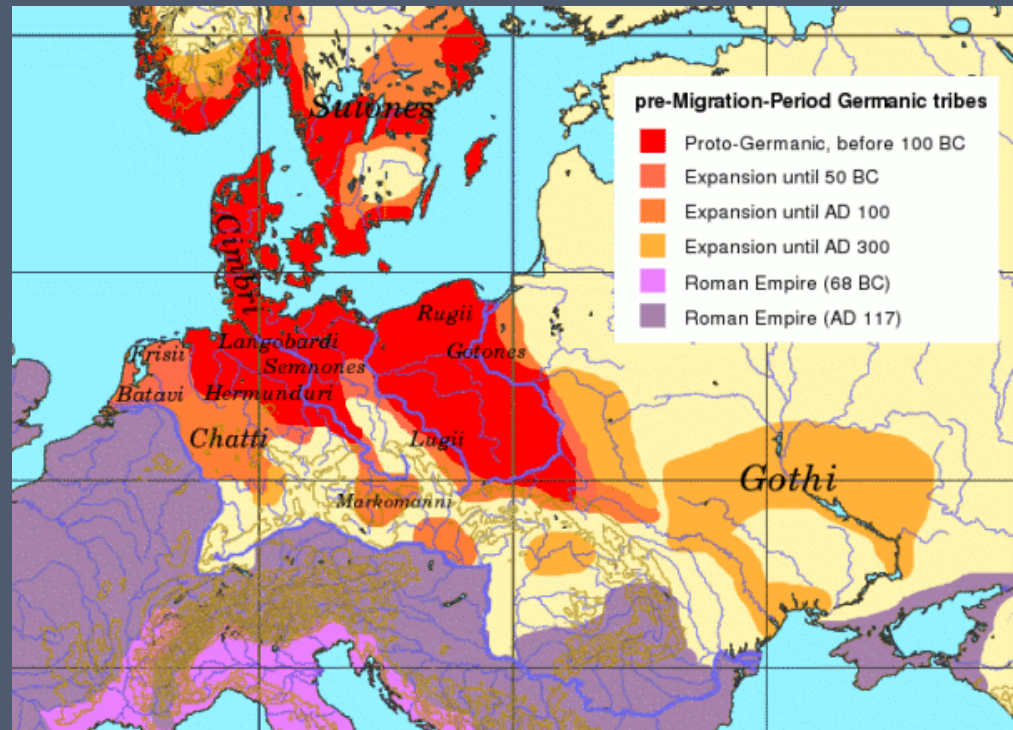 pre-Migration-Period Germanic tribes
Proto-Germanic, before 100 BC
Expansion until 50 BC
Expansion until AD 100
Expansion until AD 300
Roman Empire (68 BC)
Roman Empire (AD 117)
Suiones
Cimbri
Rugii
Langobardi
Gotones
Frisii
Semnones
Batavi
Hermunduri
Chatti
Lugii
Gothi
Markomanni